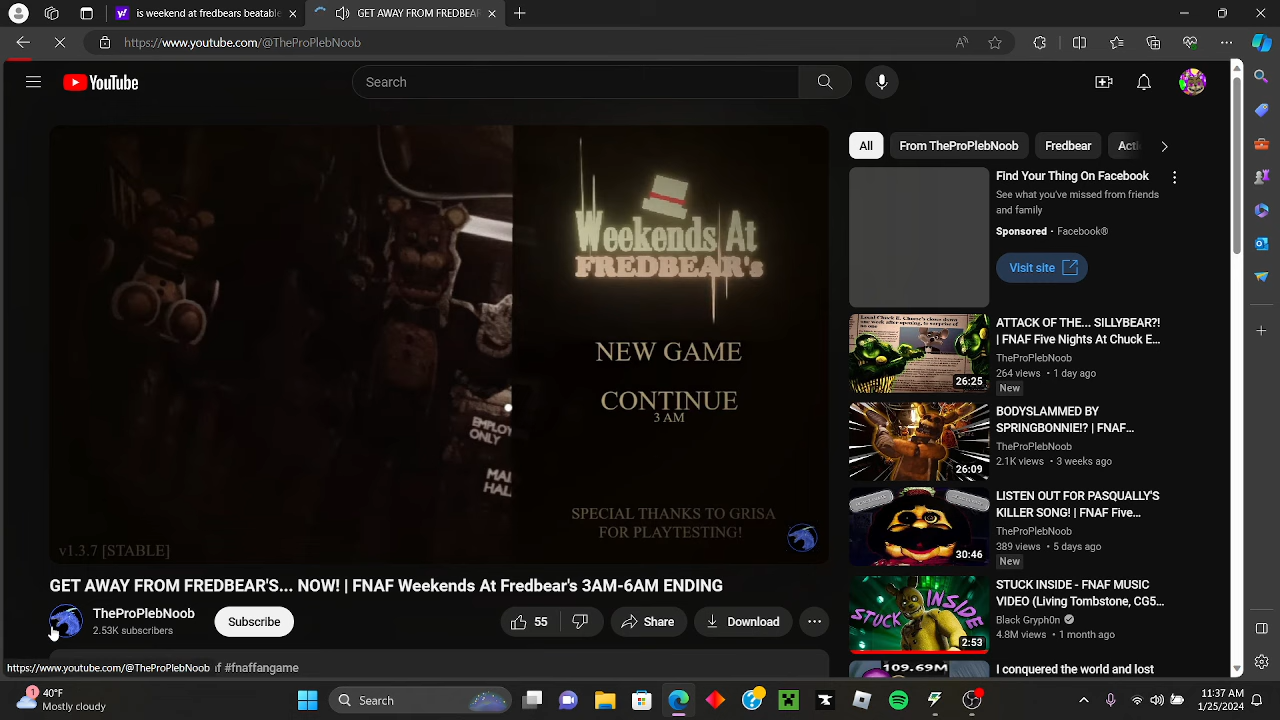 is weekend at fredbears beatable
GET AWAY FROM FREDBEAR
https://www.youtube.com/@TheProPlebNoob
YouTube
Search
All
From TheProPlebNoob
Fredbear
Acti
Find Your Thing On Facebook
See what you've missed from friends
and family
Sponsored • Facebook®
Visit site
Weekends At
FREDBEAR's
NEW GAME
CONTINUE
3 AM
SPECIAL THANKS TO GRISA
FOR PLAYTESTING!
EMPLOY
ONLY
MAI
HAL
v1.3.7 [STABLE]
ATTACK OF THE... SILLYBEAR?!
| FNAF Five Nights At Chuck E...
TheProPlebNoob
264 views • 1 day ago
New
26:25
BODYSLAMMED BY
SPRINGBONNIE!? | FNAF...
TheProPlebNoob
2.1K views • 3 weeks ago
26:09
LISTEN OUT FOR PASQUALLY'S
KILLER SONG! | FNAF Five...
TheProPlebNoob
389 views • 5 days ago
New
30:46
STUCK INSIDE - FNAF MUSIC
VIDEO (Living Tombstone, CG5...
Black Gryph0n
4.8M views • 1 month ago
STUCK INSIDE
2:53
109.69M
I conquered the world and lost
GET AWAY FROM FREDBEAR'S... NOW! | FNAF Weekends At Fredbear's 3AM-6AM ENDING
TheProPlebNoob
2.53K subscribers
Subscribe
55
Share
Download
https://www.youtube.com/@TheProPlebNoob
#fnaffangame
1
40°F
Mostly cloudy
Search
11:37 AM
1/25/2024